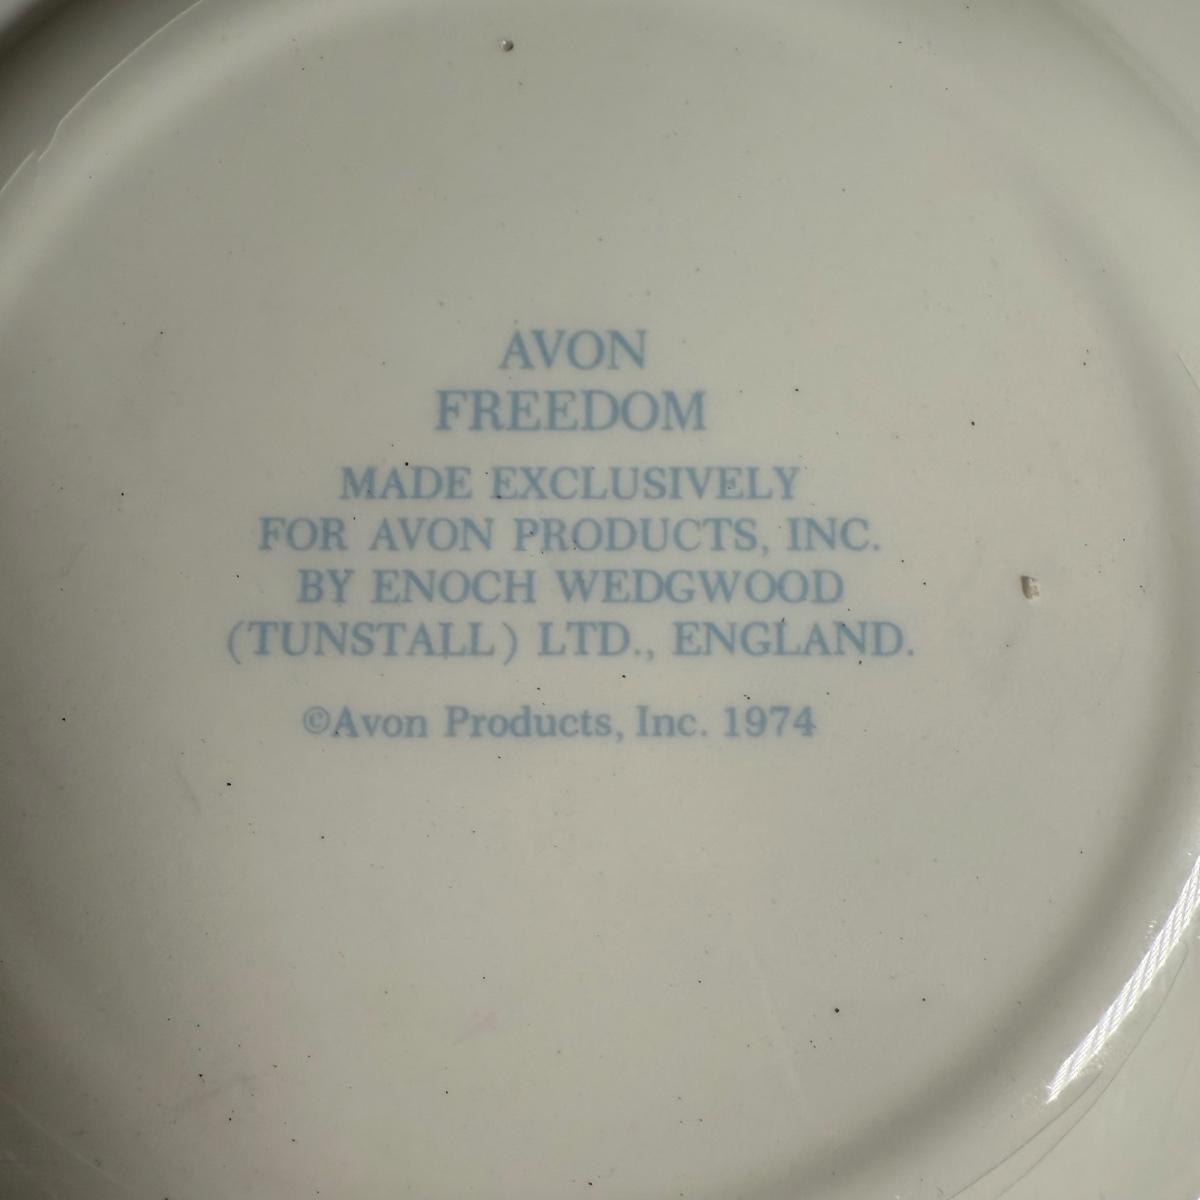 AVON
FREEDOM
MADE EXCLUSIVELY
FOR AVON PRODUCTS, INC.
BY ENOCH WEDGWOOD
(TUNSTALL) LTD., ENGLAND.
©Avon Products, Inc. 1974